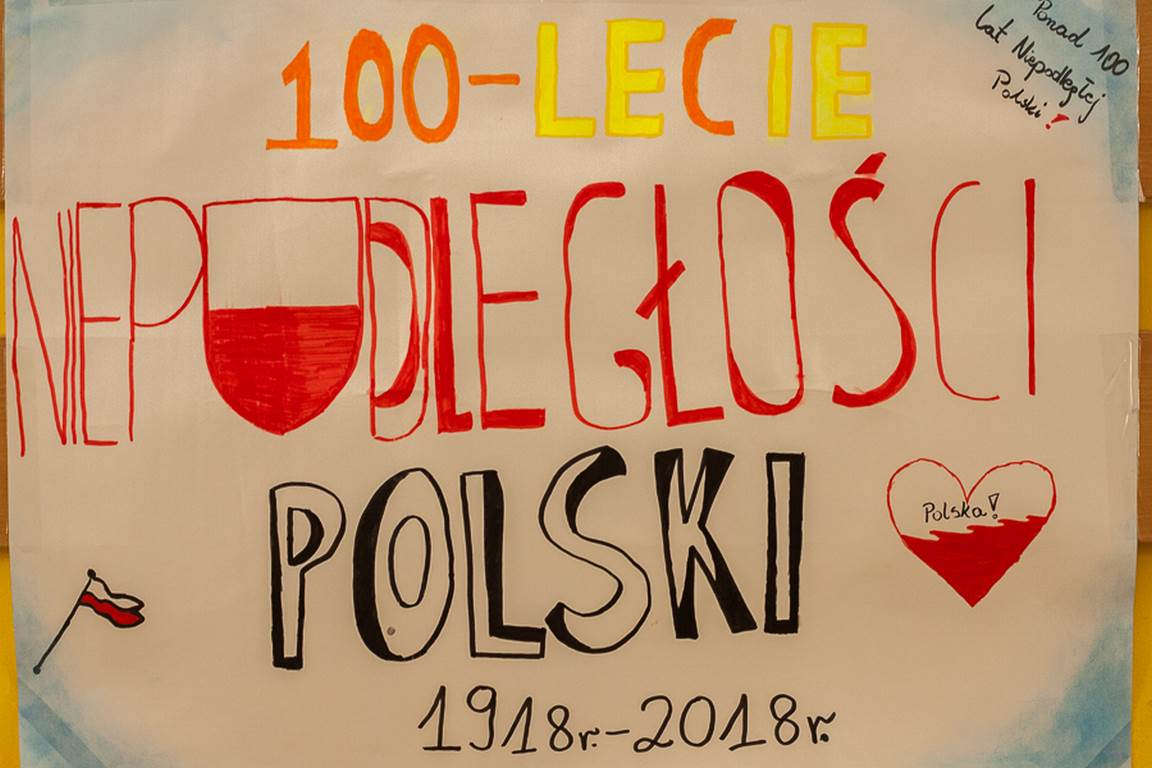 100-LECIE
Ponad 100
lat Niepodległej
Polski!
NIEPODLEGŁOŚCI
POLSKI
Polska!
1918r.-2018r.